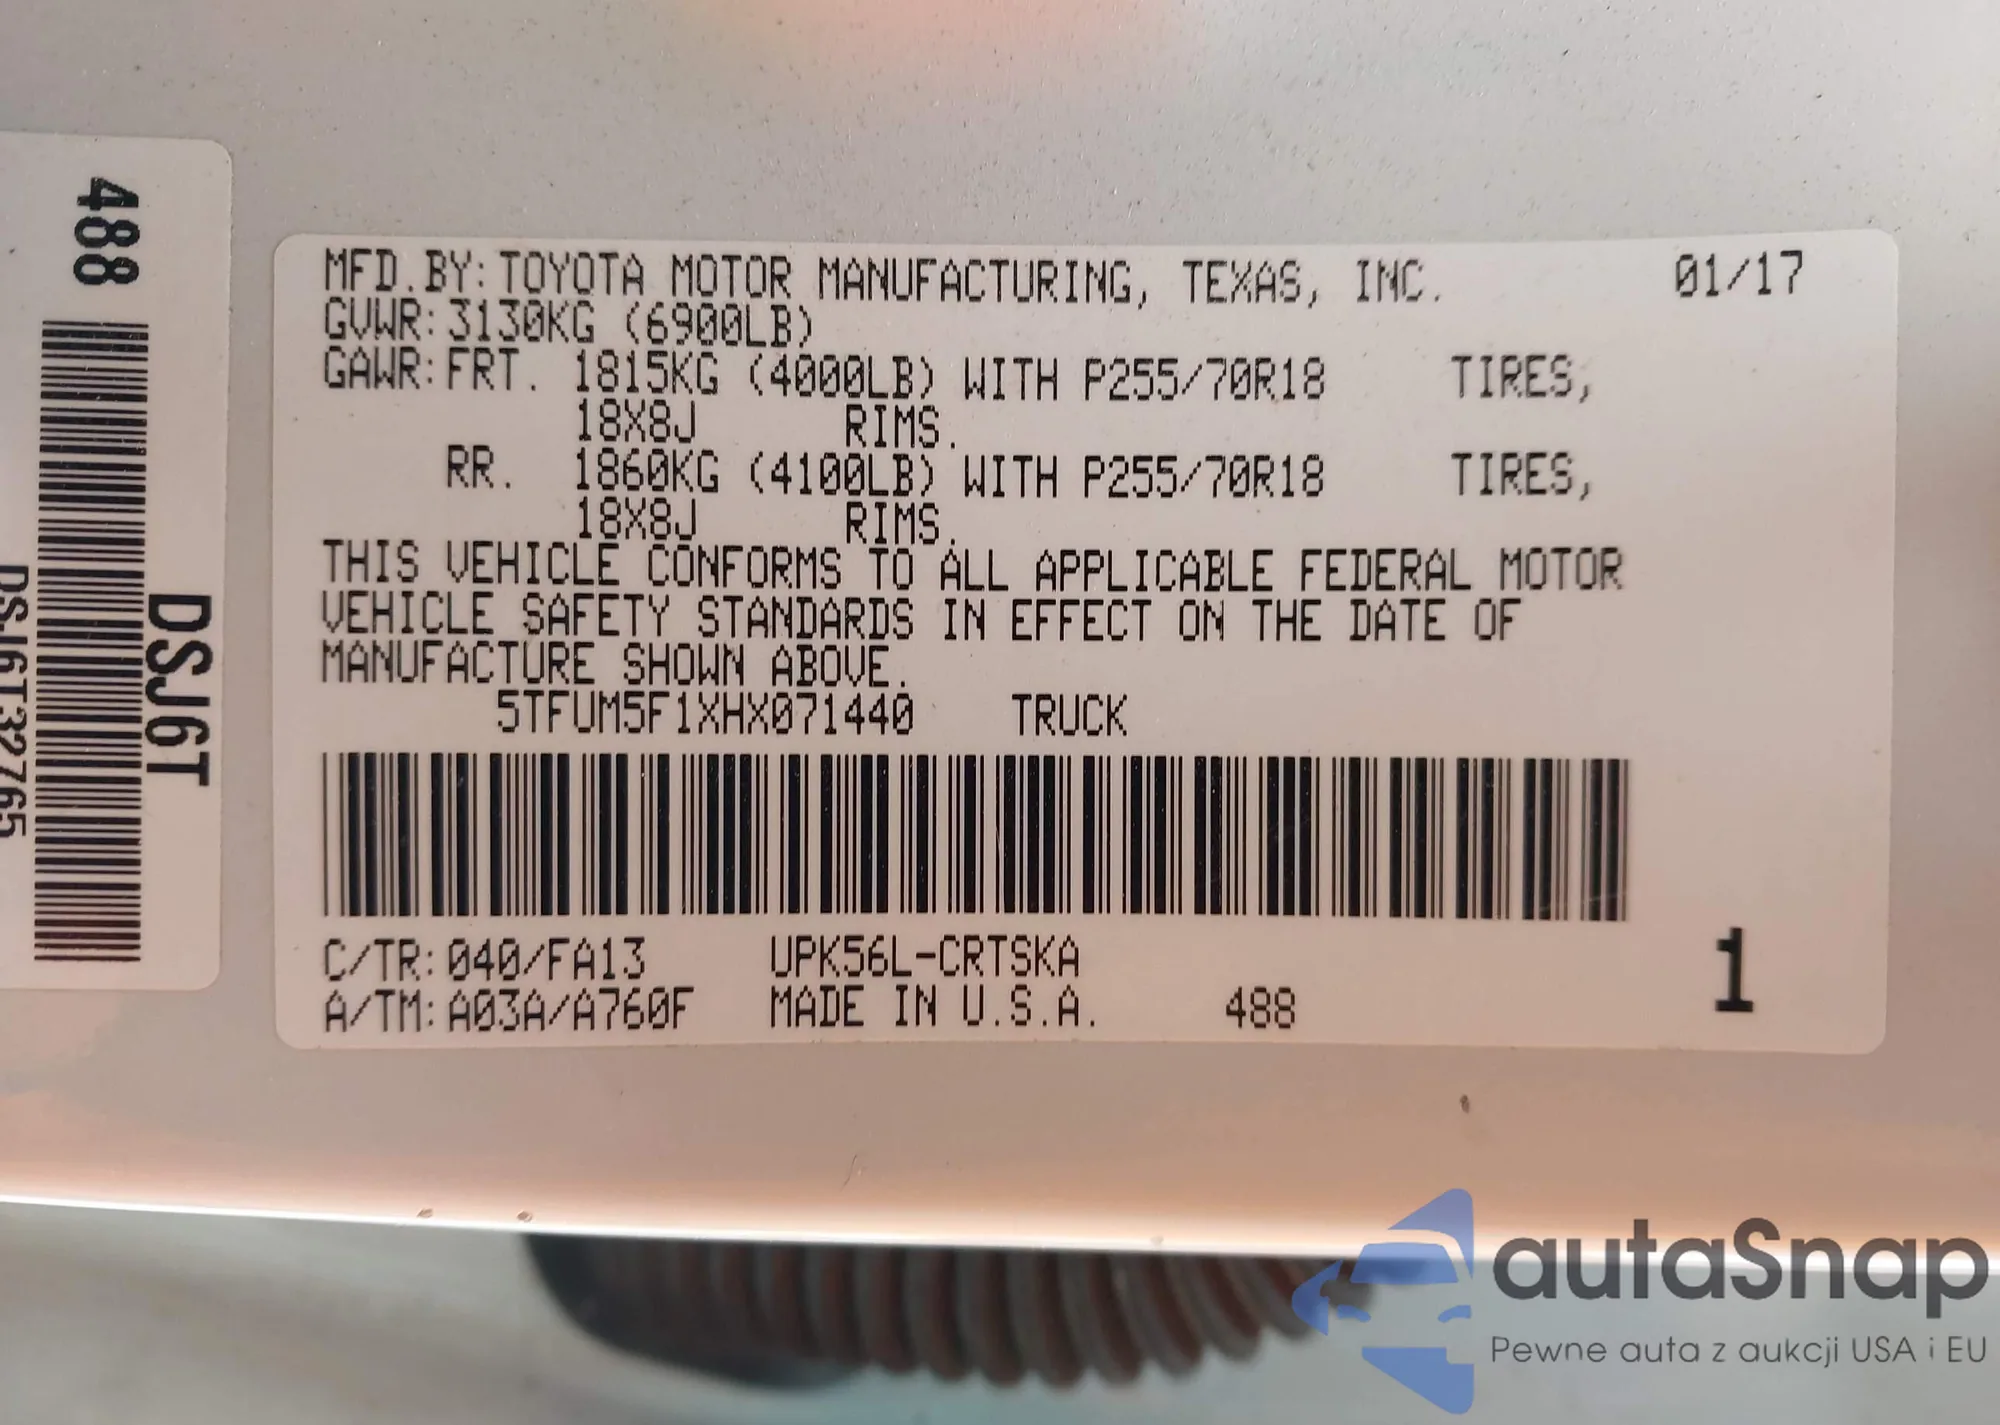 488
DSJ6T
DSJ6T32765
MFD.BY:TOYOTA MOTOR MANUFACTURING, TEXAS, INC. 01/17
GVWR:3130KG (6900LB)
GAWR:FRT. 1815KG (4000LB) WITH P255/70R18 TIRES,
18X8J RIMS.
RR. 1860KG (4100LB) WITH P255/70R18 TIRES,
18X8J RIMS.
THIS VEHICLE CONFORMS TO ALL APPLICABLE FEDERAL MOTOR
VEHICLE SAFETY STANDARDS IN EFFECT ON THE DATE OF
MANUFACTURE SHOWN ABOVE.
5TFUM5F1XHX071440 TRUCK
C/TR:040/FA13 UPK56L-CRTSKA
A/TM:A03A/A760F MADE IN U.S.A. 488
1
autaSnap
Pewne auta z aukcji USA i EU